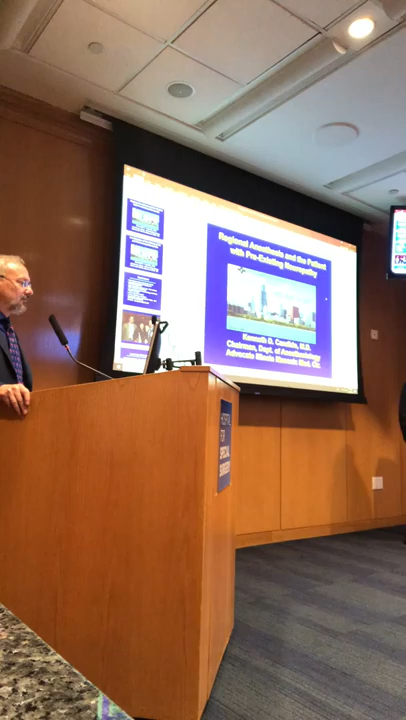 Regional Anesthesia and the Patient
with Pre-Existing Neuropathy
Kenneth D. Candido, M.D.
Chairman, Dept. of Anesthesiology
Advocate Illinois Masonic Med. Ctr.
HOSPITAL
FOR
SPECIAL
SURGERY